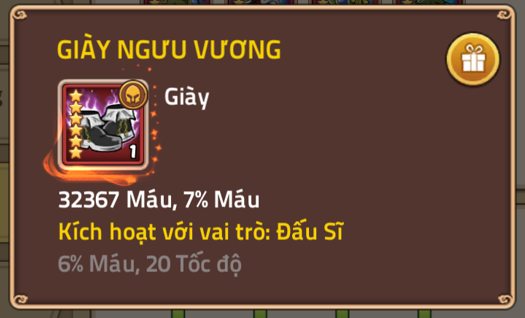 GIÀY NGƯU VƯƠNG
Giày
1
32367 Máu, 7% Máu
Kích hoạt với vai trò: Đấu Sĩ
6% Máu, 20 Tốc độ